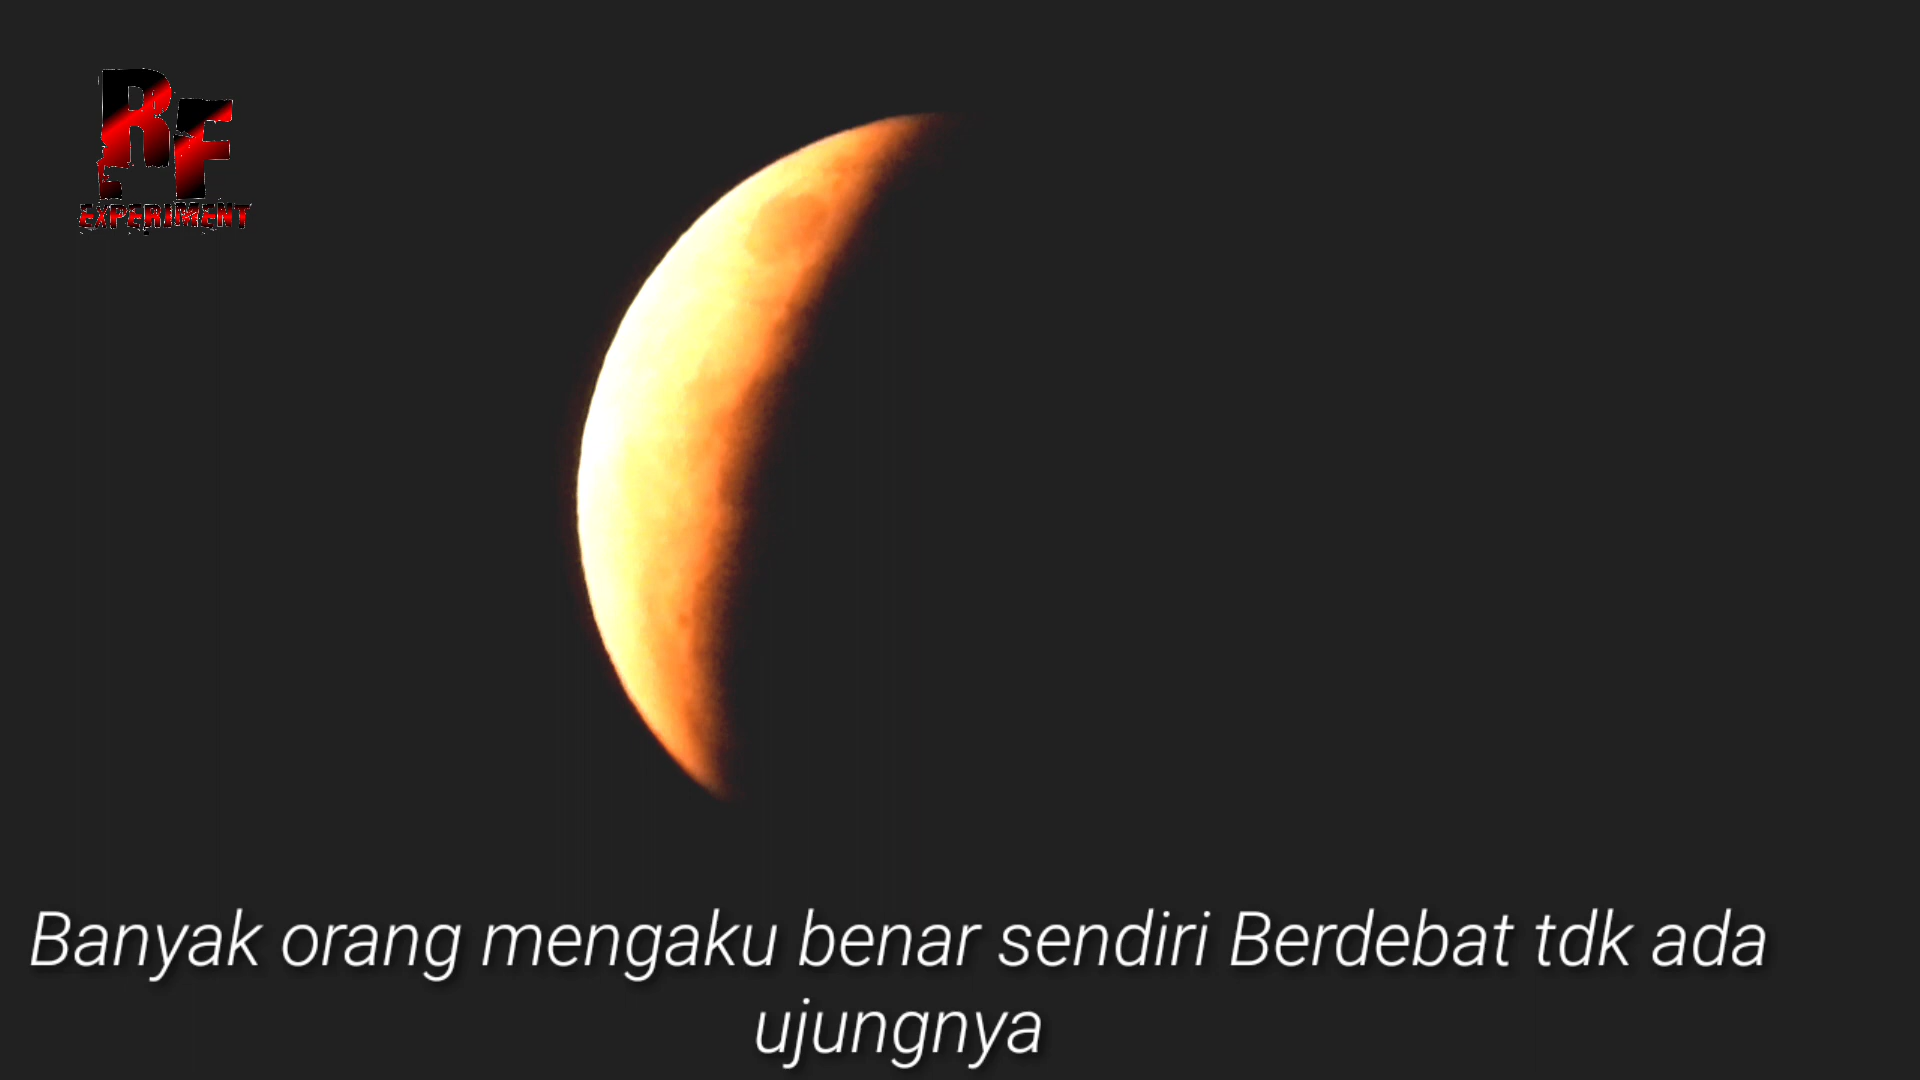 RF
EXPERIMENT
Banyak orang mengaku benar sendiri Berdebat tdk ada
ujungnya